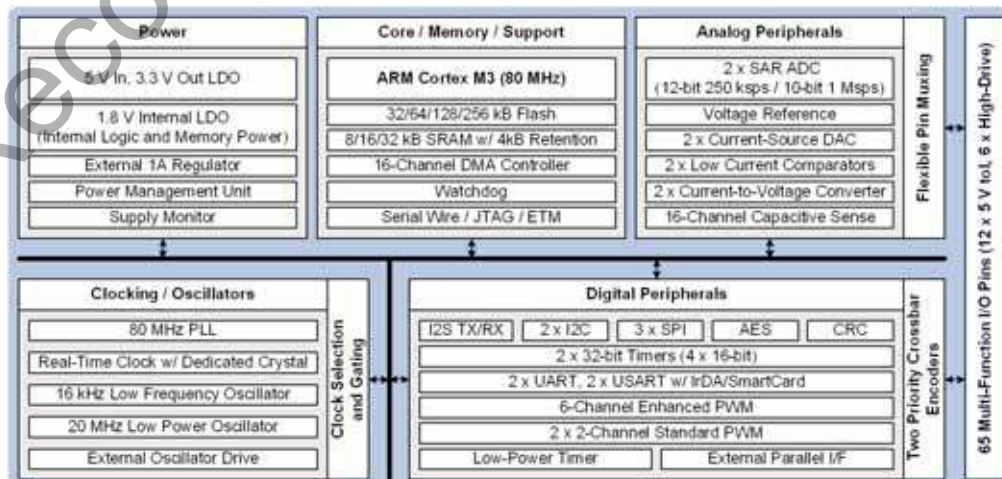 eco
Power
5 V In, 3.3 V Out LDO
1.8 V Internal LDO
(Internal Logic and Memory Power)
External 1A Regulator
Power Management Unit
Supply Monitor
Core / Memory / Support
ARM Cortex M3 (80 MHz)
32/64/128/256 kB Flash
8/16/32 kB SRAM w/ 4kB Retention
16-Channel DMA Controller
Watchdog
Serial Wire / JTAG / ETM
Analog Peripherals
2 x SAR ADC
(12-bit 250 ksps / 10-bit 1 Msps)
Voltage Reference
2 x Current-Source DAC
2 x Low Current Comparators
2 x Current-to-Voltage Converter
16-Channel Capacitive Sense
Flexible Pin Muxing
65 Multi-Function I/O Pins (12 x 5 V tol, 6 x High-Drive)
Clocking / Oscillators
80 MHz PLL
Real-Time Clock w/ Dedicated Crystal
16 kHz Low Frequency Oscillator
20 MHz Low Power Oscillator
External Oscillator Drive
Clock Selection
and Gating
Digital Peripherals
I2S TX/RX
2 x I2C
3 x SPI
AES
CRC
2 x 32-bit Timers (4 x 16-bit)
2 x UART, 2 x USART w/ IrDA/SmartCard
6-Channel Enhanced PWM
2 x 2-Channel Standard PWM
Low-Power Timer
External Parallel I/F
Two Priority Crossbar
Encoders